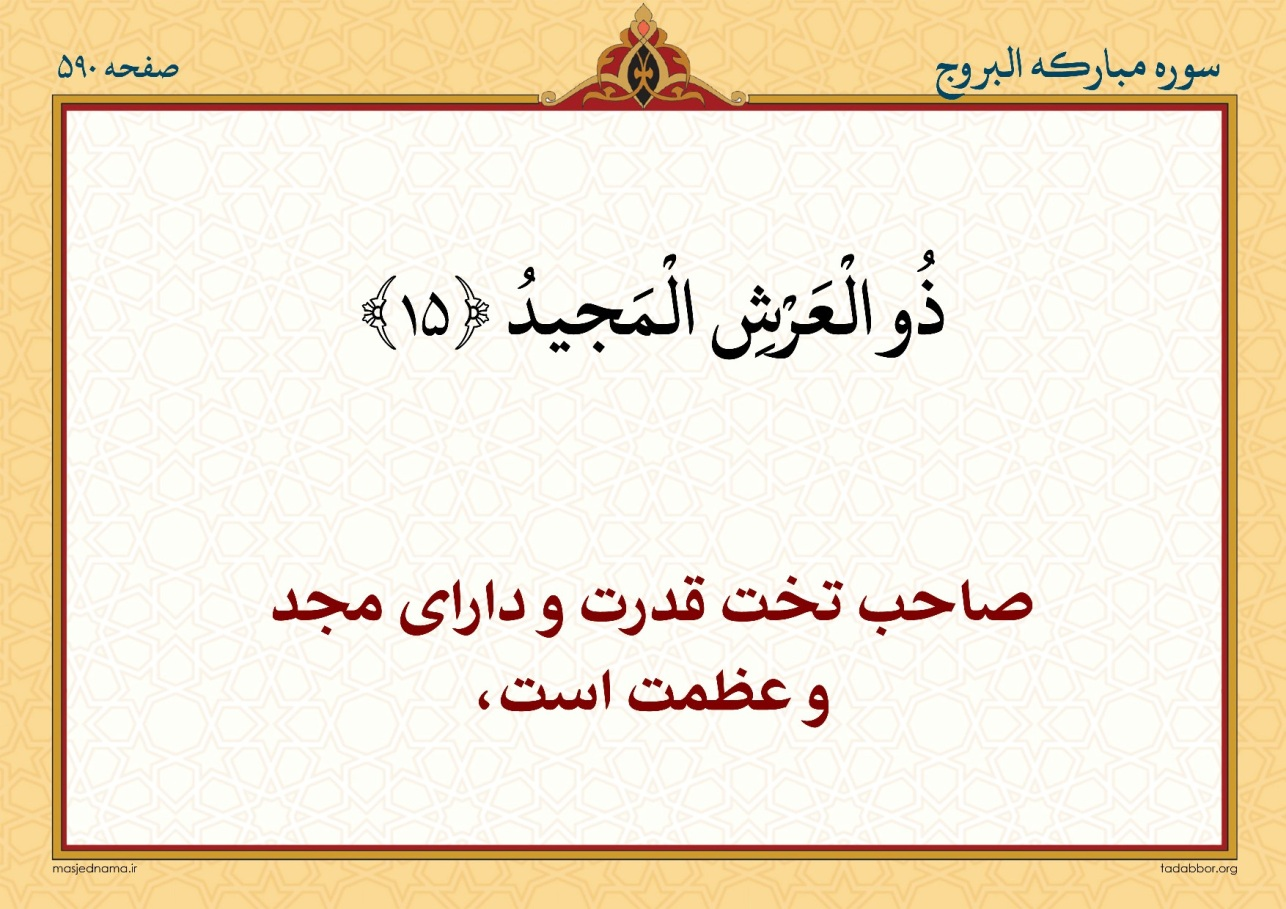 سوره مبارکه البروج
صفحه ۵۹۰
ذُو الْعَرْشِ الْمَجيدُ ﴿۱۵﴾
صاحب تخت قدرت و دارای مجد
و عظمت است،
masjednama.ir
tadabbor.org